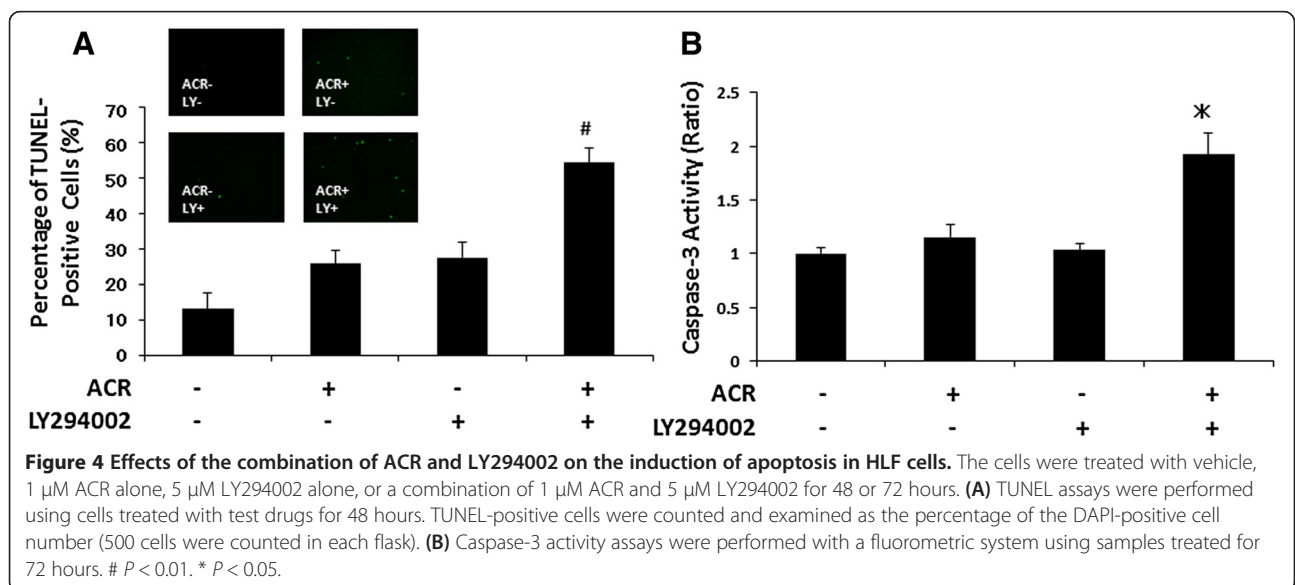 A
ACR-
LY-
ACR+
LY-
ACR-
LY+
ACR+
LY+
Percentage of TUNEL-
Positive Cells (%)
70
60
50
40
30
20
10
0
#
ACR - + - +
LY294002 - - + +
B
Caspase-3 Activity (Ratio)
2.5
2
1.5
1
0.5
0
*
ACR - + - +
LY294002 - - + +
Figure 4 Effects of the combination of ACR and LY294002 on the induction of apoptosis in HLF cells. The cells were treated with vehicle,
1 μM ACR alone, 5 μM LY294002 alone, or a combination of 1 μM ACR and 5 μM LY294002 for 48 or 72 hours. (A) TUNEL assays were performed
using cells treated with test drugs for 48 hours. TUNEL-positive cells were counted and examined as the percentage of the DAPI-positive cell
number (500 cells were counted in each flask). (B) Caspase-3 activity assays were performed with a fluorometric system using samples treated for
72 hours. # P < 0.01. * P < 0.05.